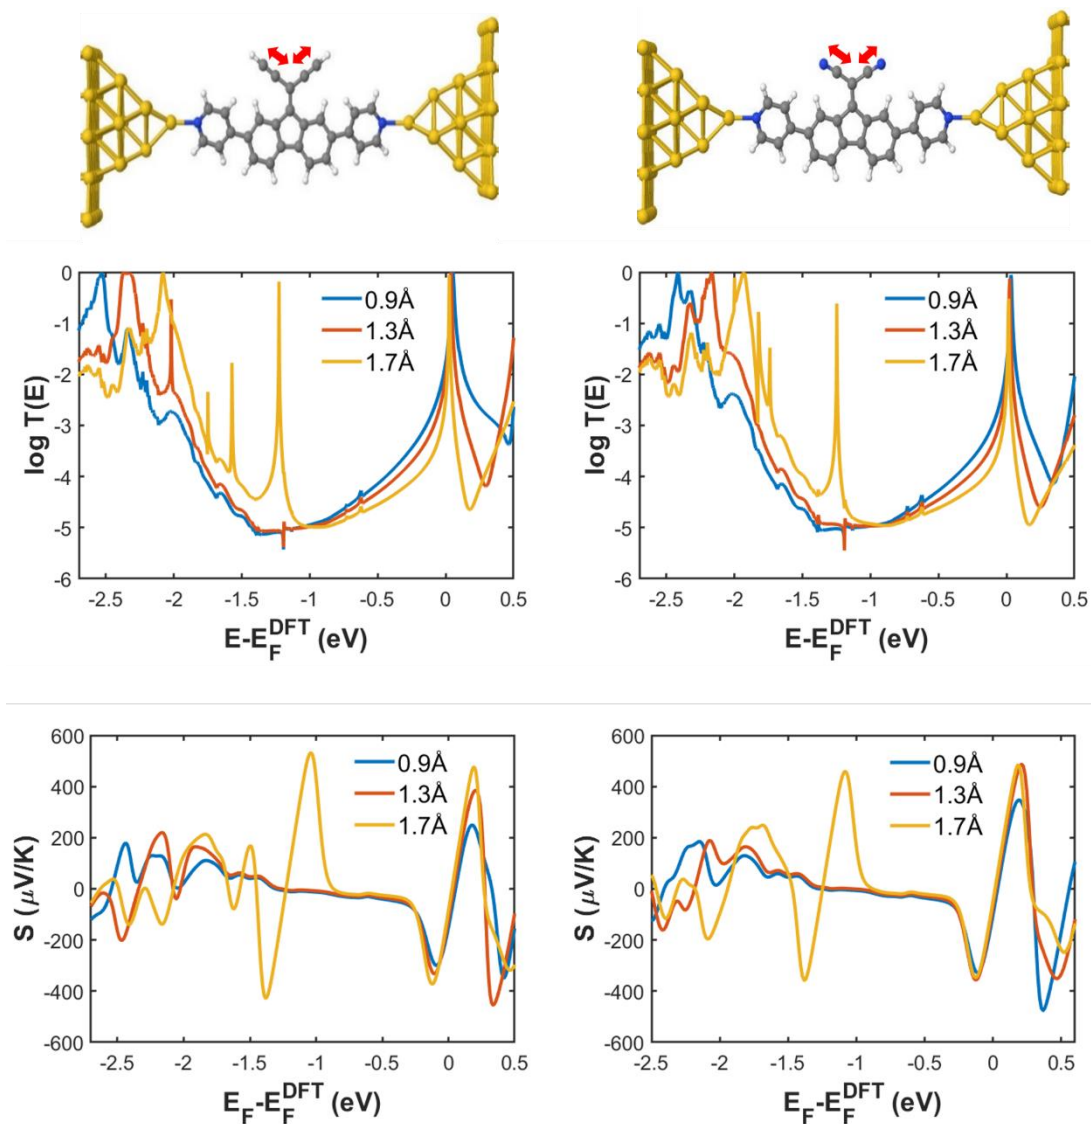 0
-1
-2
-3
-4
-5
-6
log T(E)
0.9Å
1.3Å
1.7Å
-2.5 -2 -1.5 -1 -0.5 0 0.5
E-E_F^DFT (eV)
0
-1
-2
-3
-4
-5
-6
log T(E)
0.9Å
1.3Å
1.7Å
-2.5 -2 -1.5 -1 -0.5 0 0.5
E-E_F^DFT (eV)
600
400
200
0
-200
-400
-600
S (μV/K)
0.9Å
1.3Å
1.7Å
-2.5 -2 -1.5 -1 -0.5 0 0.5
E_F-E_F^DFT (eV)
600
400
200
0
-200
-400
-600
S (μV/K)
0.9Å
1.3Å
1.7Å
-2.5 -2 -1.5 -1 -0.5 0 0.5
E_F-E_F^DFT (eV)